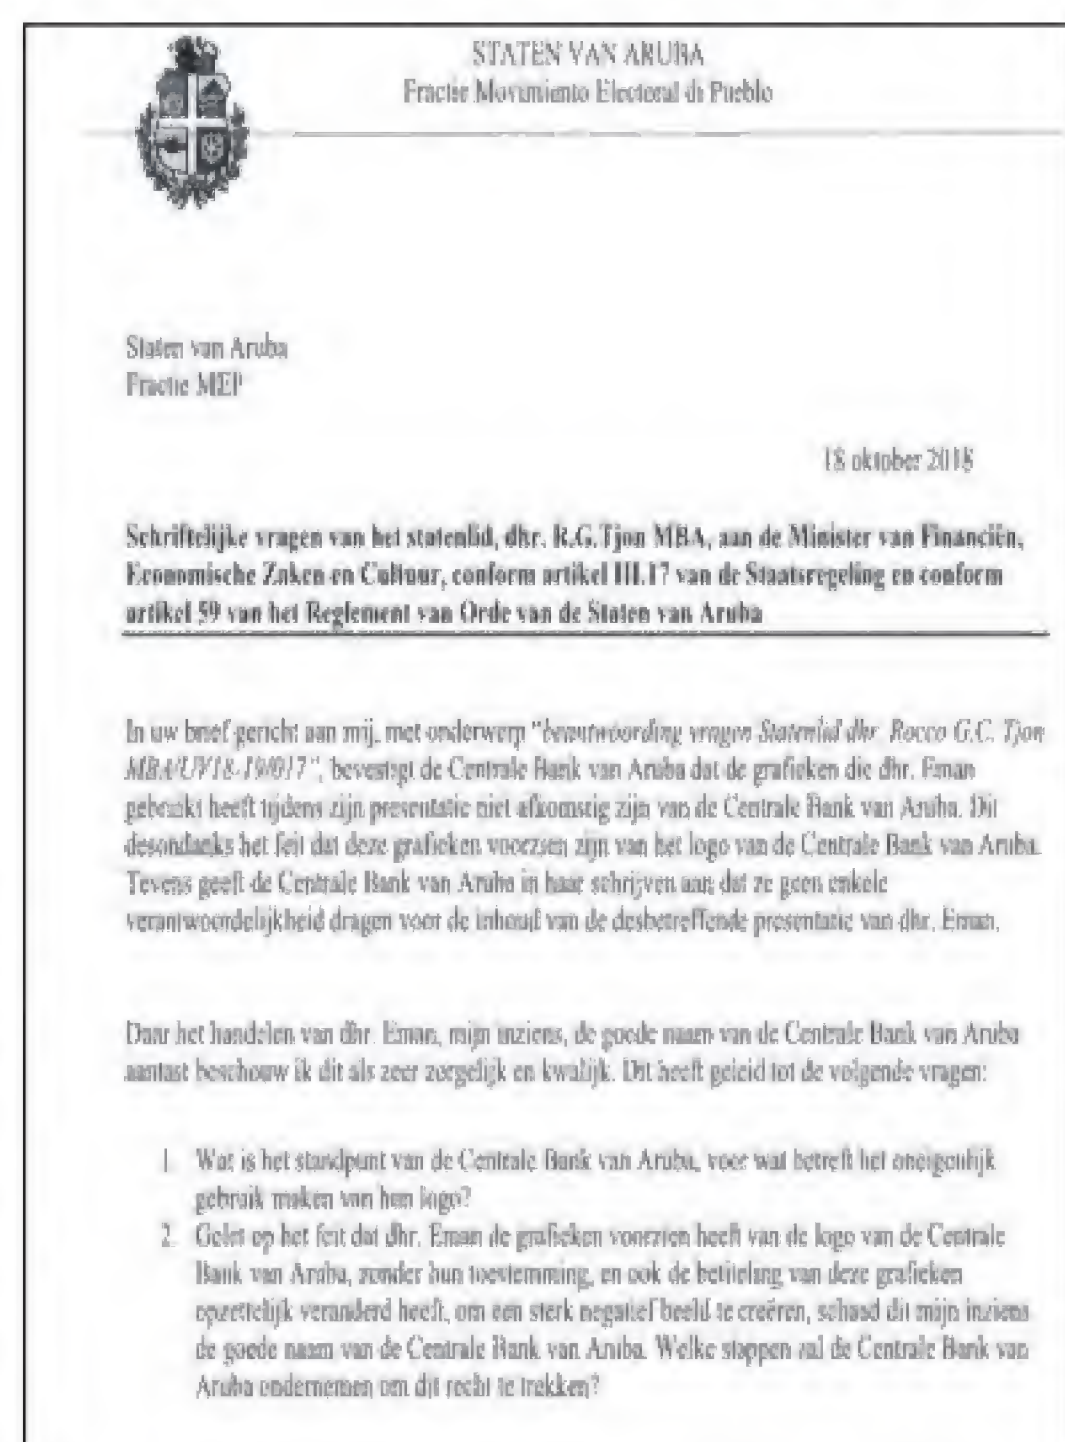 STATEN VAN ARUBA
Fractie Movimiento Electoral di Pueblo
Staten van Aruba
Fractie MEP
18 oktober 2018
Schriftelijke vragen van het statenlid, dhr. R.G.Tjon MBA, aan de Minister van Financiën,
Economische Zaken en Cultuur, conform artikel III.17 van de Staatsregeling en conform
artikel 59 van het Reglement van Orde van de Staten van Aruba
In uw brief gericht aan mij, met onderwerp "beantwoording vragen Statenlid dhr. Rocco G.C. Tjon
MBA/UV18-19/017", bevestigt de Centrale Bank van Aruba dat de grafieken die dhr. Eman
gebruikt heeft tijdens zijn presentatie niet afkomstig zijn van de Centrale Bank van Aruba. Dit
desondanks het feit dat deze grafieken voorzien zijn van het logo van de Centrale Bank van Aruba.
Tevens geeft de Centrale Bank van Aruba in haar schrijven aan dat ze geen enkele
verantwoordelijkheid dragen voor de inhoud van de desbetreffende presentatie van dhr. Eman.
Daar het handelen van dhr. Eman, mijn inziens, de goede naam van de Centrale Bank van Aruba
aantast beschouw ik dit als zeer zorgelijk en kwalijk. Dit heeft geleid tot de volgende vragen:
1. Wat is het standpunt van de Centrale Bank van Aruba, voor wat betreft het oneigenlijk
gebruik maken van hun logo?
2. Gelet op het feit dat dhr. Eman de grafieken voorzien heeft van de logo van de Centrale
Bank van Aruba, zonder hun toestemming, en ook de betiteling van deze grafieken
opzettelijk veranderd heeft, om een sterk negatief beeld te creëren, schaad dit mijn inziens
de goede naam van de Centrale Bank van Aruba. Welke stappen zal de Centrale Bank van
Aruba ondernemen om dit recht te trekken?